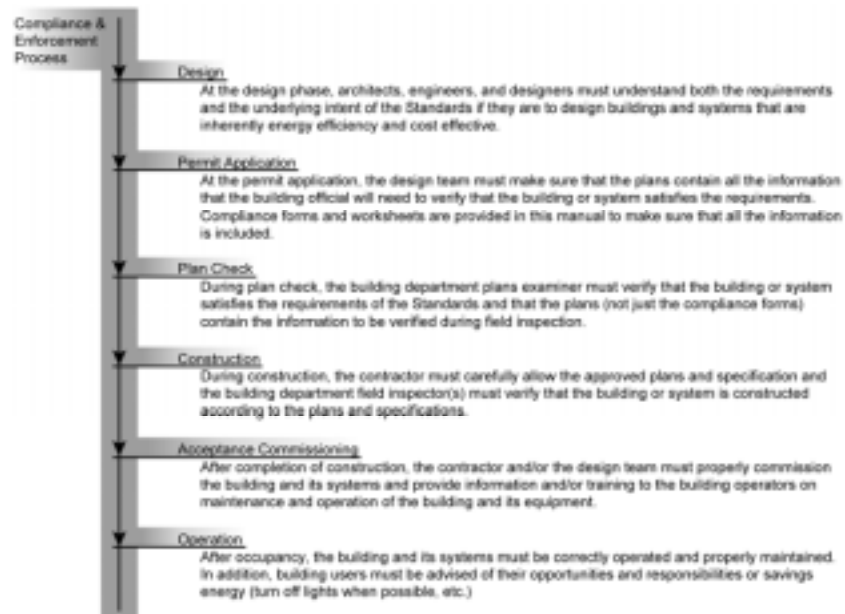 Compliance &
Enforcement
Process
Design
At the design phase, architects, engineers, and designers must understand both the requirements
and the underlying intent of the Standards if they are to design buildings and systems that are
inherently energy efficiency and cost effective.
Permit Application
At the permit application, the design team must make sure that the plans contain all the information
that the building official will need to verify that the building or system satisfies the requirements.
Compliance forms and worksheets are provided in this manual to make sure that all the information
is included.
Plan Check
During plan check, the building department plans examiner must verify that the building or system
satisfies the requirements of the Standards and that the plans (not just the compliance forms)
contain the information to be verified during field inspection.
Construction
During construction, the contractor must carefully allow the approved plans and specification and
the building department field inspector(s) must verify that the building or system is constructed
according to the plans and specifications.
Acceptance Commissioning
After completion of construction, the contractor and/or the design team must properly commission
the building and its systems and provide information and/or training to the building operators on
maintenance and operation of the building and its equipment.
Operation
After occupancy, the building and its systems must be correctly operated and properly maintained.
In addition, building users must be advised of their opportunities and responsibilities or savings
energy (turn off lights when possible, etc.)